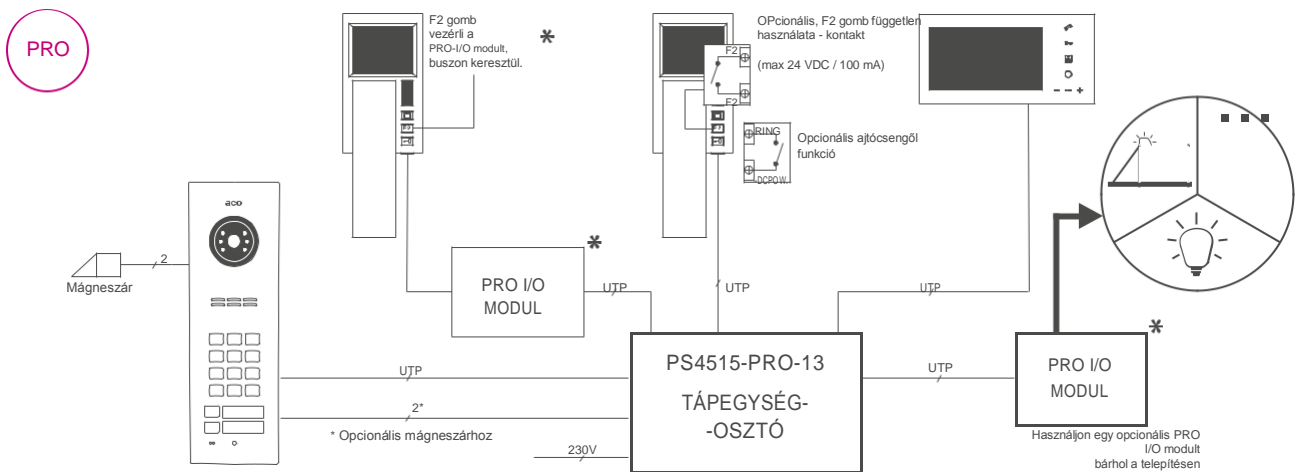 PRO
F2 gomb
vezérli a
PRO-I/O modult,
buszon keresztül.
*
OPcionális, F2 gomb független
használata - kontakt
(max 24 VDC / 100 mA)
F2
F2
RING
DCPOW.
Opcionális ajtócsengől
funkció
aco
2
Mágneszár
*
PRO I/O
MODUL
UTP
UTP
UTP
*
PS4515-PRO-13
TÁPEGYSÉG-
-OSZTÓ
UTP
UTP
PRO I/O
MODUL
2*
* Opcionális mágneszárhoz
230V
Használjon egy opcionális PRO
I/O modult
bárhol a telepítésen